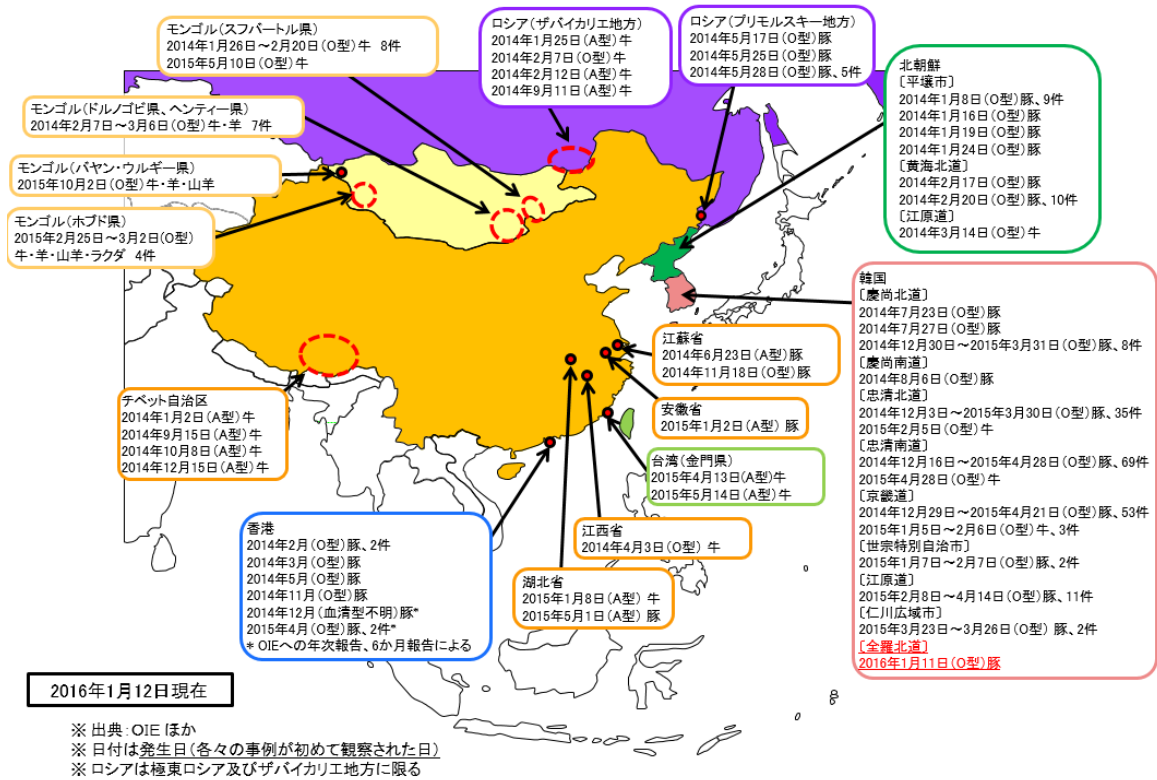 モンゴル(スフバートル県)
2014年1月26日～2月20日(O型)牛 8件
2015年5月10日(O型)牛
ロシア(ザバイカリエ地方)
2014年1月25日(A型)牛
2014年2月7日(O型)牛
2014年2月12日(A型)牛
2014年9月11日(A型)牛
ロシア(プリモルスキー地方)
2014年5月17日(O型)豚
2014年5月25日(O型)豚
2014年5月28日(O型)豚、5件
北朝鮮
[平壌市]
2014年1月8日(O型)豚、9件
2014年1月16日(O型)豚
2014年1月19日(O型)豚
2014年1月24日(O型)豚
[黄海北道]
2014年2月17日(O型)豚
2014年2月20日(O型)豚、10件
[江原道]
2014年3月14日(O型)牛
モンゴル(ドルノゴビ県、ヘンティー県)
2014年2月7日～3月6日(O型)牛・羊 7件
モンゴル(バヤン・ウルギー県)
2015年10月2日(O型)牛・羊・山羊
モンゴル(ホブド県)
2015年2月25日～3月2日(O型)
牛・羊・山羊・ラクダ 4件
韓国
[慶尚北道]
2014年7月23日(O型)豚
2014年7月27日(O型)豚
2014年12月30日～2015年3月31日(O型)豚、8件
[慶尚南道]
2014年8月6日(O型)豚
[忠清北道]
2014年12月3日～2015年3月30日(O型)豚、35件
2015年2月5日(O型)牛
[忠清南道]
2014年12月16日～2015年4月28日(O型)豚、69件
2015年4月28日(O型)牛
[京畿道]
2014年12月29日～2015年4月21日(O型)豚、53件
2015年1月5日～2月6日(O型)牛、3件
[世宗特別自治市]
2015年1月7日～2月7日(O型)豚、2件
[江原道]
2015年2月8日～4月14日(O型)豚、11件
[仁川広域市]
2015年3月23日～3月26日(O型) 豚、2件
[全羅北道]
2016年1月11日(O型)豚
江蘇省
2014年6月23日(A型)豚
2014年11月18日(O型)豚
安徽省
2015年1月2日(A型) 豚
台湾(金門県)
2015年4月13日(A型)牛
2015年5月14日(A型)牛
チベット自治区
2014年1月2日(A型)牛
2014年9月15日(A型)牛
2014年10月8日(A型)牛
2014年12月15日(A型)牛
江西省
2014年4月3日(O型) 牛
湖北省
2015年1月8日(A型) 牛
2015年5月1日(A型) 豚
香港
2014年2月(O型)豚、2件
2014年3月(O型)豚
2014年5月(O型)豚
2014年11月(O型)豚
2014年12月(血清型不明)豚*
2015年4月(O型)豚、2件*
* OIEへの年次報告、6か月報告による
2016年1月12日現在
※ 出典:OIE ほか
※ 日付は発生日(各々の事例が初めて観察された日)
※ ロシアは極東ロシア及びザバイカリエ地方に限る